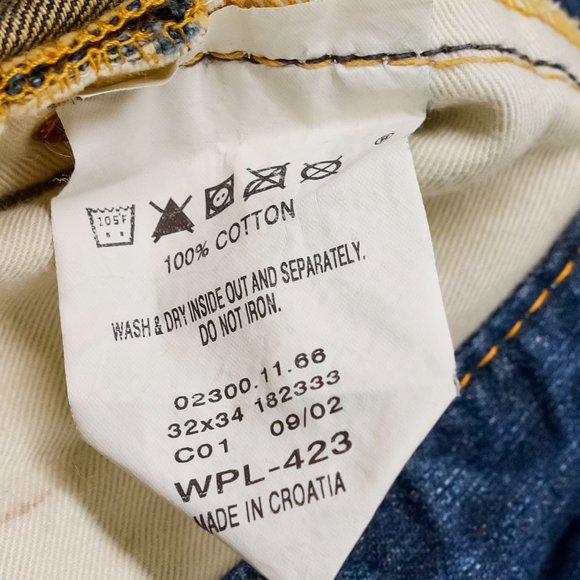 105F
100% COTTON
WASH & DRY INSIDE OUT AND SEPARATELY.
DO NOT IRON.
02300.11.66
32x34 182333
C01 09/02
WPL-423
MADE IN CROATIA